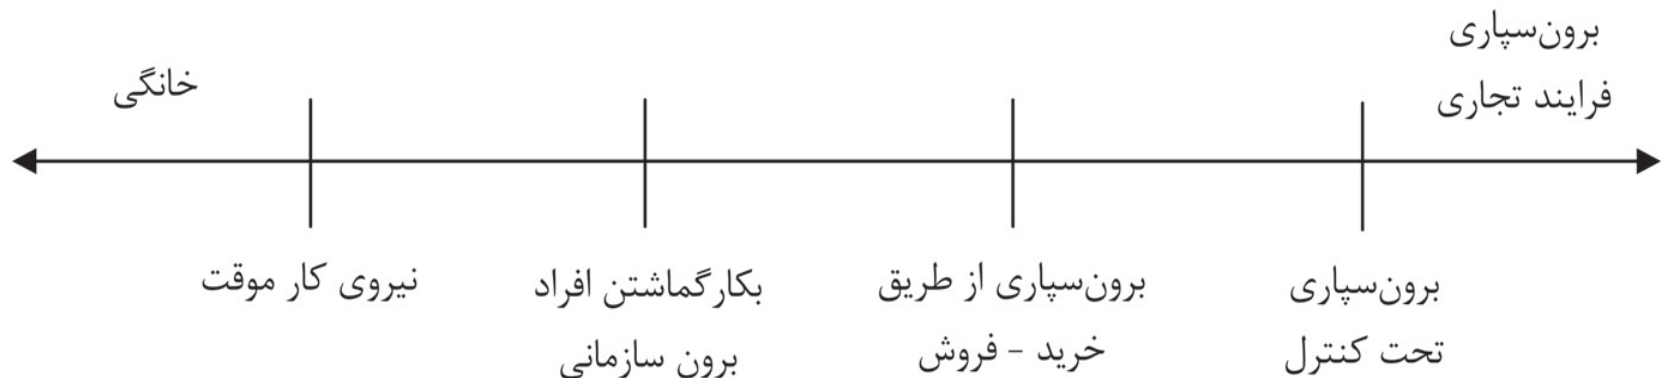 برون‌سپاری
فرایند تجاری
خانگی
برون‌سپاری
تحت کنترل
برون‌سپاری از طریق
خرید - فروش
بکارگماشتن افراد
برون سازمانی
نیروی کار موقت